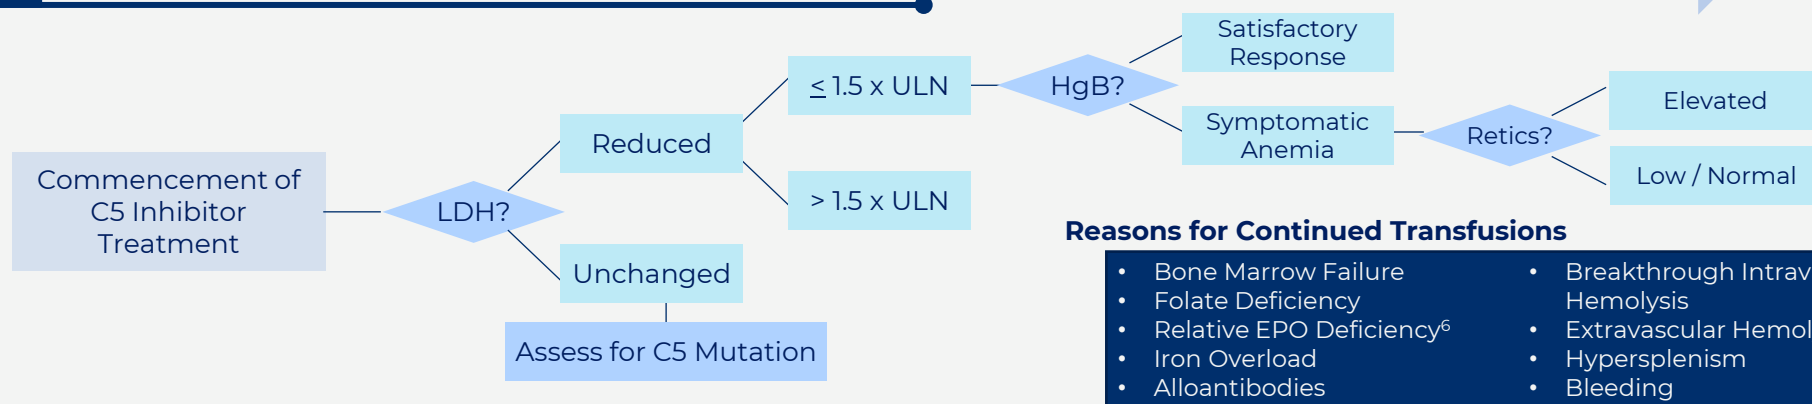 Commencement of
C5 Inhibitor
Treatment
LDH?
Reduced
Unchanged
Assess for C5 Mutation
≤ 1.5 x ULN
> 1.5 x ULN
HgB?
Satisfactory
Response
Symptomatic
Anemia
Retics?
Elevated
Low / Normal
Reasons for Continued Transfusions
• Bone Marrow Failure
• Folate Deficiency
• Relative EPO Deficiency⁶
• Iron Overload
• Alloantibodies
• Breakthrough
Hemolysis
• Extravascular
• Hypersplenism
• Bleeding